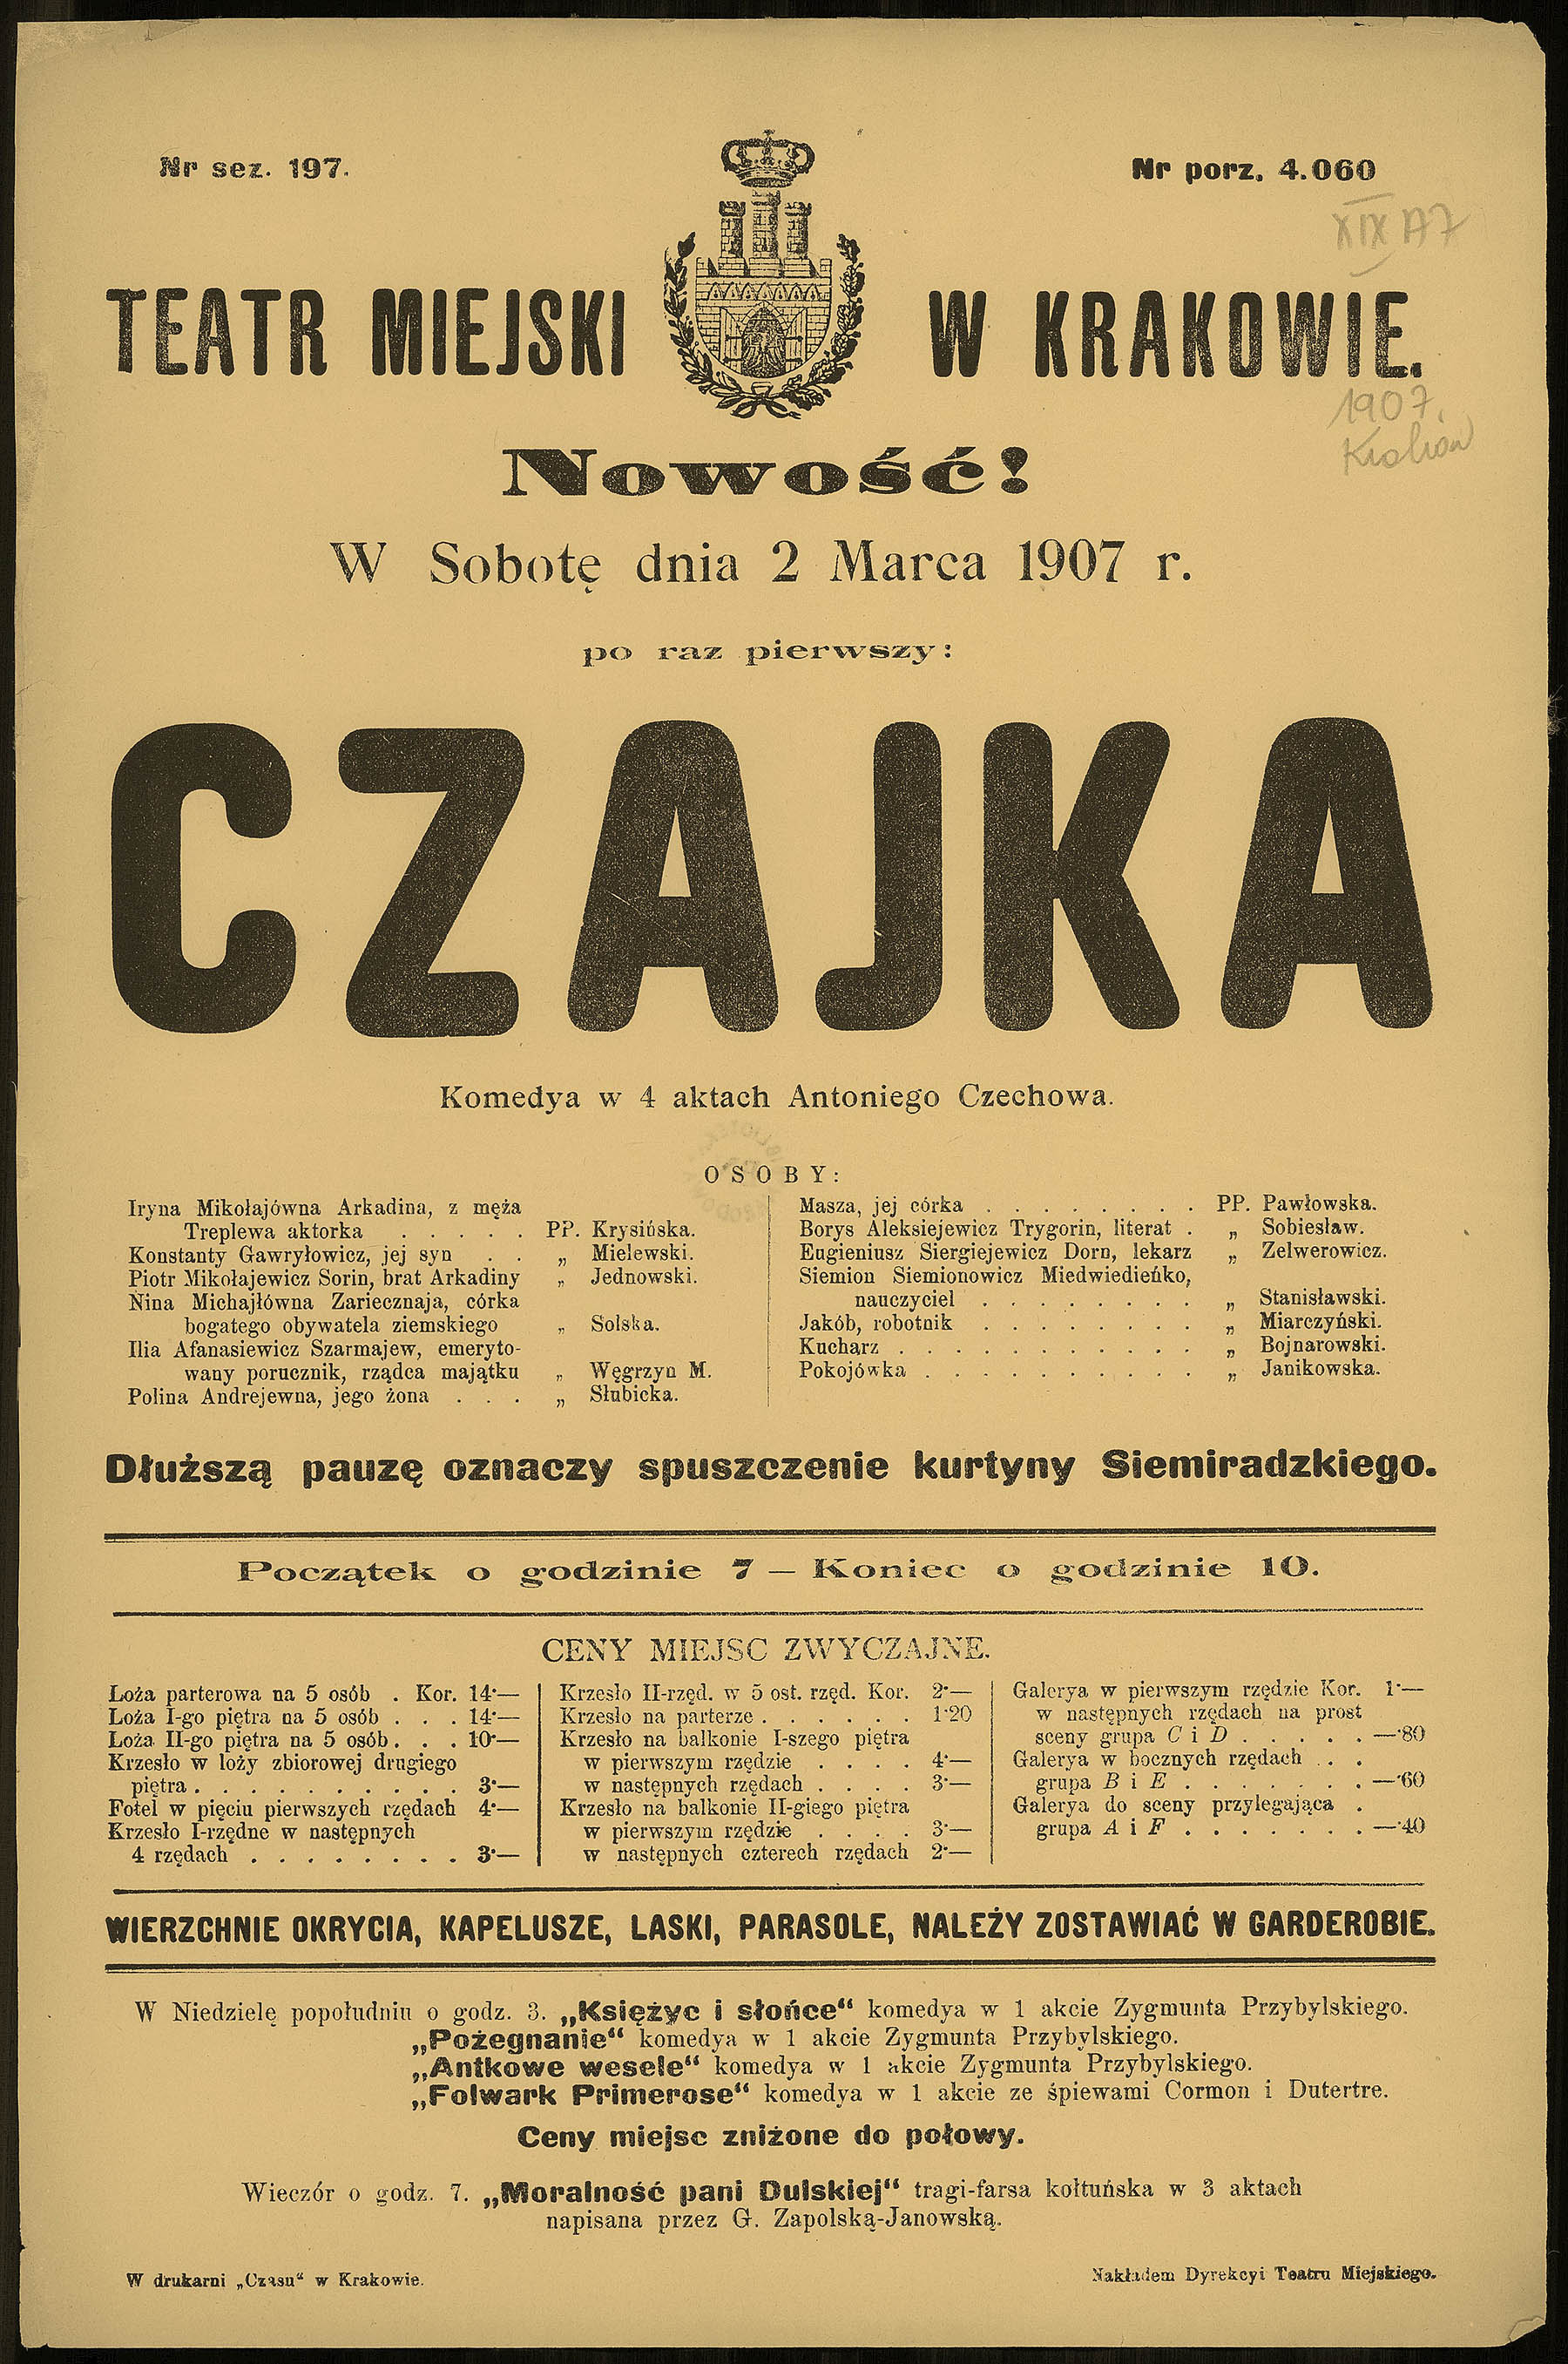 Nr sez. 197.
Nr porz. 4.060
XIX 177
TEATR MIEJSKI W KRAKOWIE.
1907.
Kraków
Nowość!
W Sobotę dnia 2 Marca 1907 r.
po raz pierwszy:
CZAJKA
Komedya w 4 aktach Antoniego Czechowa.
OSOBY:
Iryna Mikołajówna Arkadina, z męża
Treplewa aktorka . . . . . PP. Krysińska.
Konstanty Gawryłowicz, jej syn . . „ Mielewski.
Piotr Mikołajewicz Sorin, brat Arkadiny „ Jednowski.
Nina Michajłówna Zariecznaja, córka
bogatego obywatela ziemskiego „ Solska.
Ilia Afanasiewicz Szarmajew, emeryto-
wany porucznik, rządca majątku „ Węgrzyn M.
Polina Andrejewna, jego żona . . . „ Słubicka.
Masza, jej córka . . . . . . . . . PP. Pawłowska.
Borys Aleksiejewicz Trygorin, literat . „ Sobiesław.
Eugieniusz Siergiejewicz Dorn, lekarz „ Zelwerowicz.
Siemion Siemionowicz Miedwiedieńko,
nauczyciel . . . . . . . . „ Stanisławski.
Jakób, robotnik . . . . . . . . „ Miarczyński.
Kucharz . . . . . . . . . . . „ Bojnarowski.
Pokojówka . . . . . . . . . . „ Janikowska.
Dłuższą pauzę oznaczy spuszczenie kurtyny Siemiradzkiego.
Początek o godzinie 7 — Koniec o godzinie 10.
CENY MIEJSC ZWYCZAJNE.
Loża parterowa na 5 osób . Kor. 14·—
Loża I-go piętra na 5 osób . . . 14·—
Loża II-go piętra na 5 osób . . . 10·—
Krzesło w loży zbiorowej drugiego
piętra . . . . . . . . . . 3·—
Fotel w pięciu pierwszych rzędach 4·—
Krzesło I-rzędne w następnych
4 rzędach . . . . . . . . 3·—
Krzesło II-rzęd. w 5 ost. rzęd. Kor. 2·—
Krzesło na parterze . . . . . . 1·20
Krzesło na balkonie I-szego piętra
w pierwszym rzędzie . . . . 4·—
w następnych rzędach . . . . 3·—
Krzesło na balkonie II-giego piętra
w pierwszym rzędzie . . . . 3·—
w następnych czterech rzędach 2·—
Galerya w pierwszym rzędzie Kor. 1·—
w następnych rzędach na prost
sceny grupa C i D . . . . . —·80
Galerya w bocznych rzędach . .
grupa B i E . . . . . . . —·60
Galerya do sceny przylegająca .
grupa A i F . . . . . . . —·40
WIERZCHNIE OKRYCIA, KAPELUSZE, LASKI, PARASOLE, NALEŻY ZOSTAWIAĆ W GARDEROBIE.
W Niedzielę popołudniu o godz. 3. „Księżyc i słońce“ komedya w 1 akcie Zygmunta Przybylskiego.
„Pożegnanie“ komedya w 1 akcie Zygmunta Przybylskiego.
„Antkowe wesele“ komedya w 1 akcie Zygmunta Przybylskiego.
„Folwark Primerose“ komedya w 1 akcie ze śpiewami Cormon i Dutertre.
Ceny miejsc zniżone do połowy.
Wieczór o godz. 7. „Moralność pani Dulskiej“ tragi-farsa kołtuńska w 3 aktach
napisana przez G. Zapolską-Janowską.
W drukarni „Czasu“ w Krakowie.
Nakładem Dyrekcyi Teatru Miejskiego.